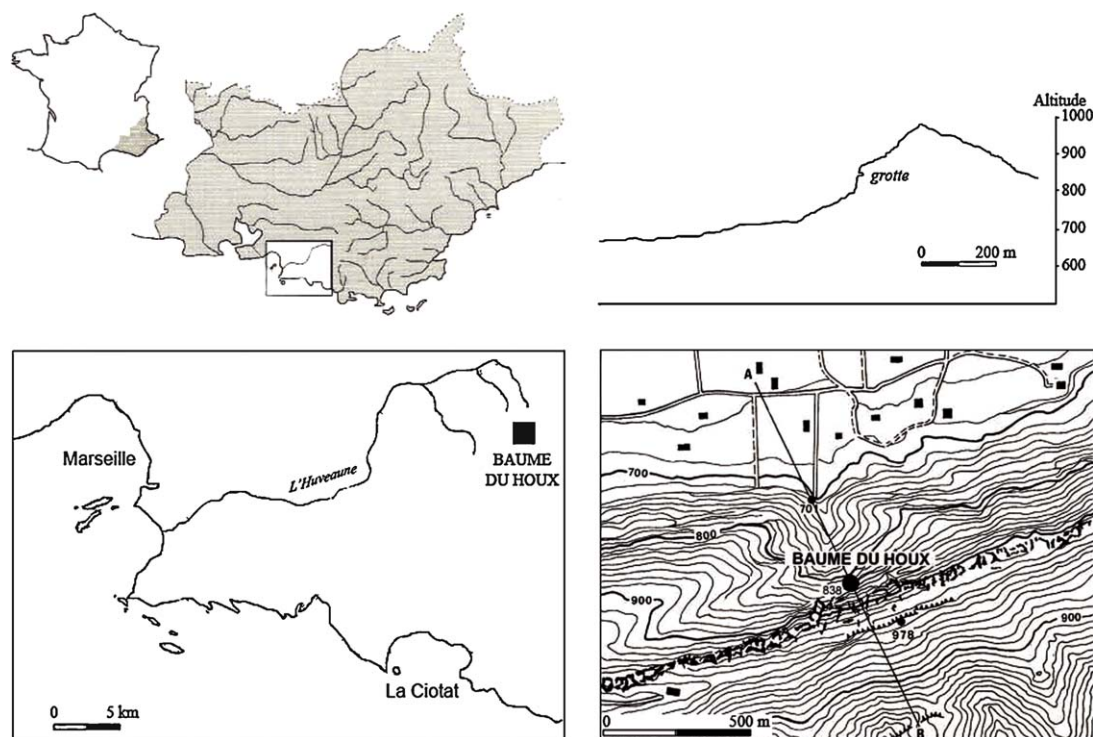 Altitude
1000
900
800
700
600
grotte
0 200 m
Marseille
L'Huveaune
BAUME
DU HOUX
La Ciotat
0 5 km
A
700
701
800
BAUME DU HOUX
838
900
978
900
B
0 500 m